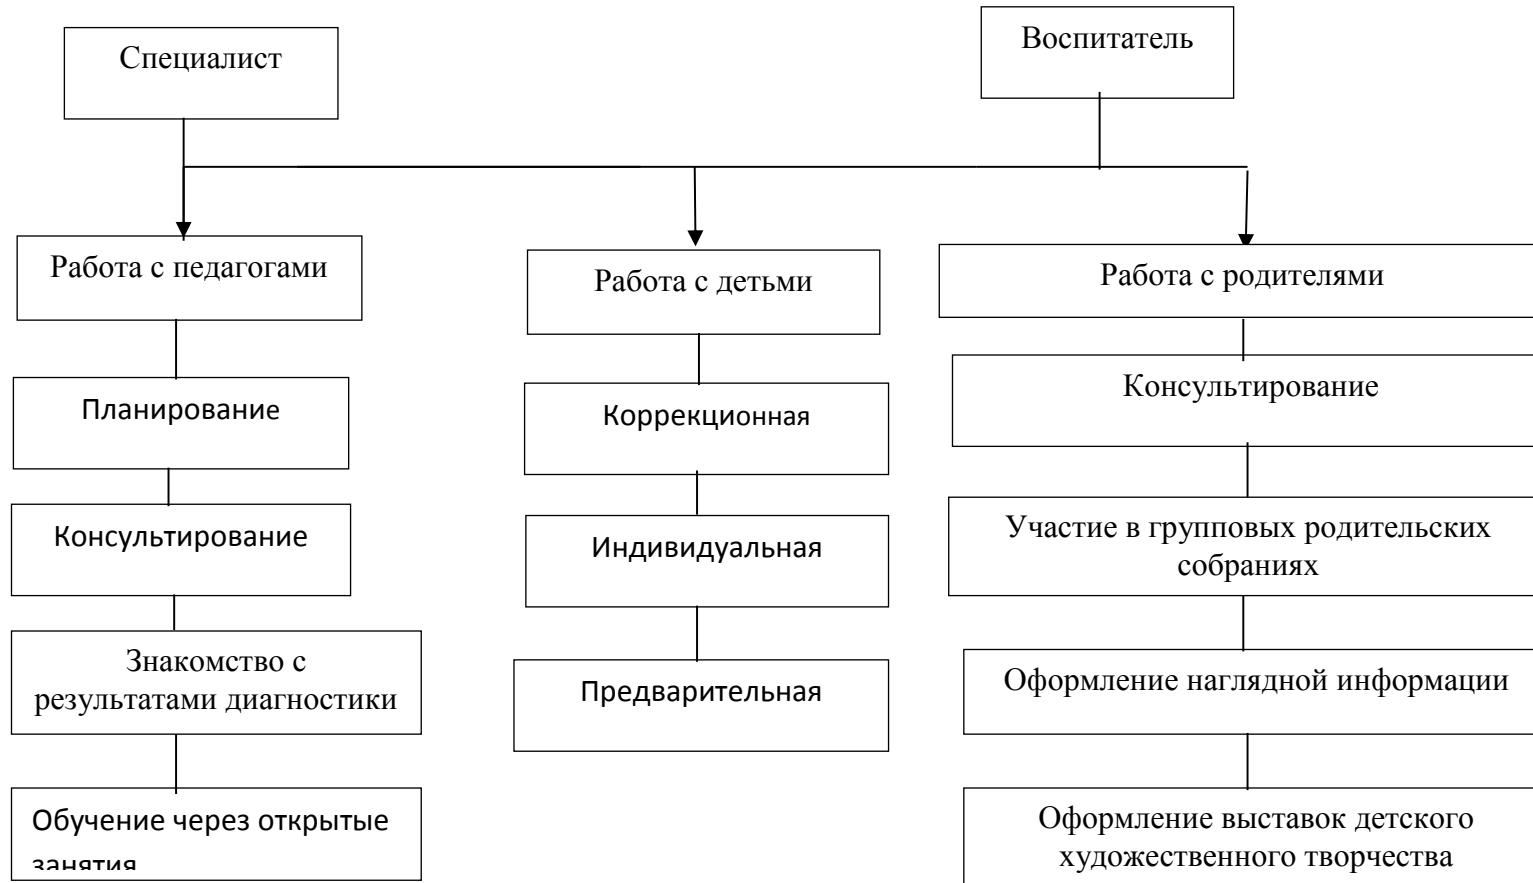 Специалист
Воспитатель
Работа с педагогами
Работа с детьми
Работа с родителями
Планирование
Коррекционная
Консультирование
Консультирование
Индивидуальная
Участие в групповых родительских
собраниях
Знакомство с
результатами диагностики
Предварительная
Оформление наглядной информации
Обучение через открытые
занятия
Оформление выставок детского
художественного творчества